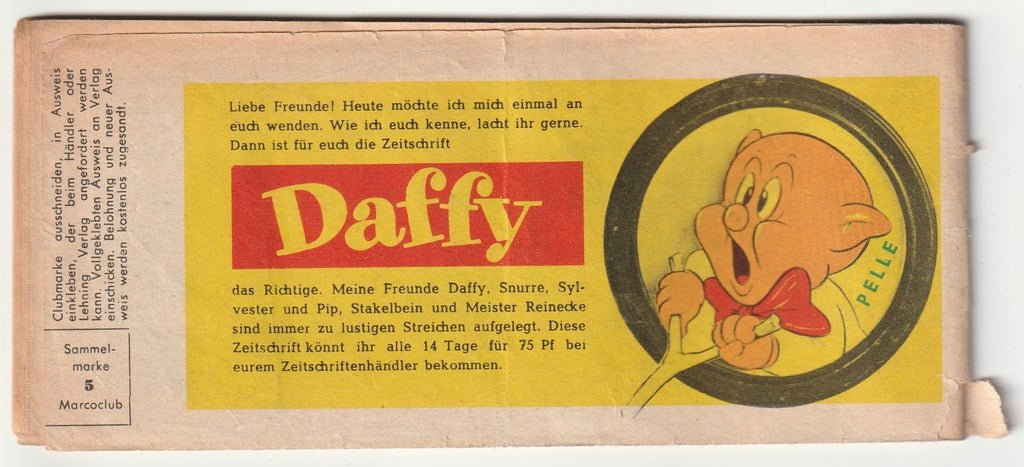 Clubmarke ausschneiden, in Ausweis
einkleben, der beim Händler oder
Lehning Verlag angefordert werden
kann. Vollgeklebten Ausweis an Verlag
einschicken. Belohnung und neuer Aus-
weis werden kostenlos zugesandt.
Sammel-
marke
5
Marcoclub
Liebe Freunde! Heute möchte ich mich einmal an
euch wenden. Wie ich euch kenne, lacht ihr gerne.
Dann ist für euch die Zeitschrift
Daffy
das Richtige. Meine Freunde Daffy, Snurre, Syl-
vester und Pip, Stakelbein und Meister Reinecke
sind immer zu lustigen Streichen aufgelegt. Diese
Zeitschrift könnt ihr alle 14 Tage für 75 Pf bei
eurem Zeitschriftenhändler bekommen.
PELLE